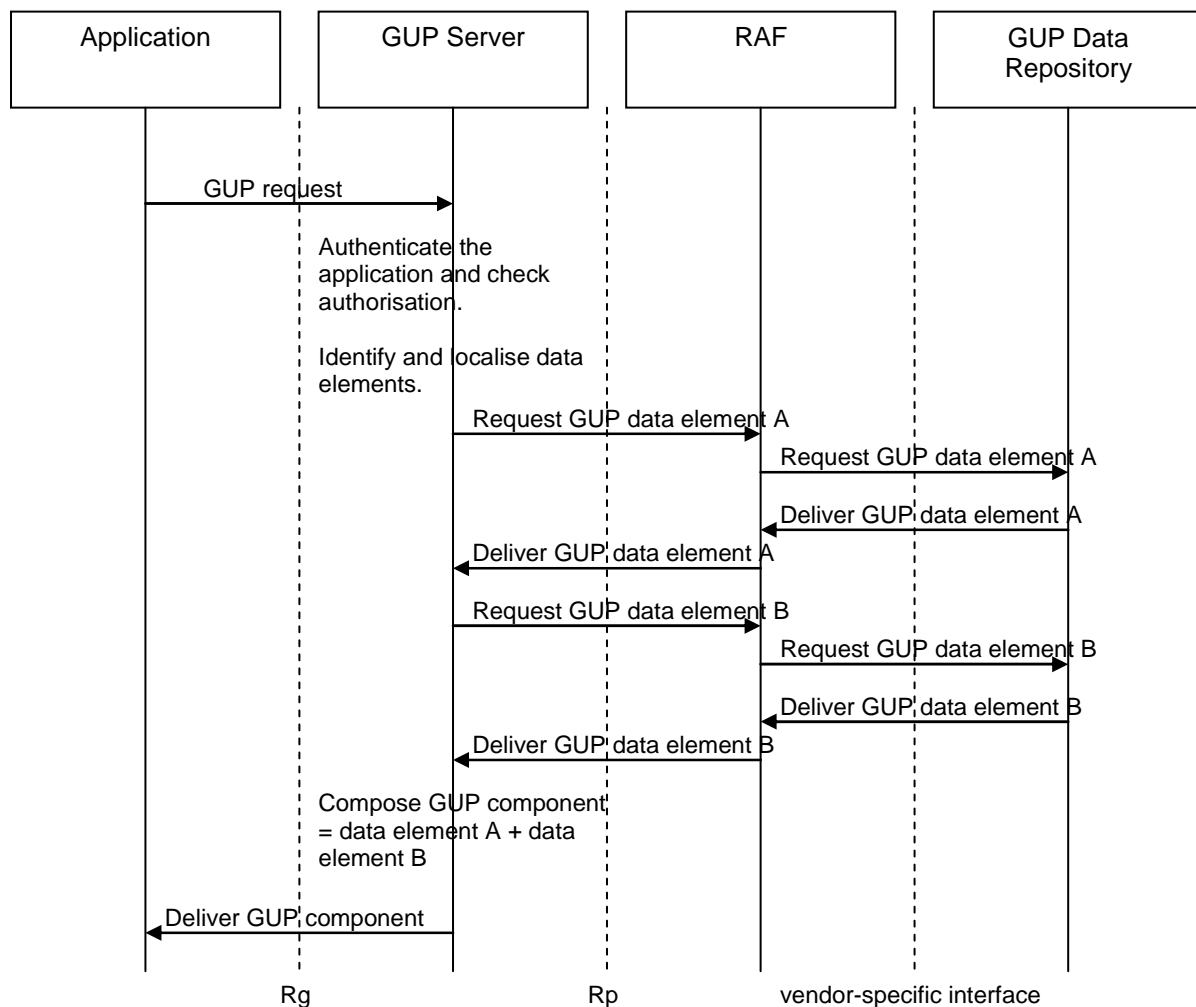 Application
GUP Server
RAF
GUP Data
Repository
GUP request
Authenticate the
application and check
authorisation.
Identify and localise data
elements.
Request GUP data element A
Request GUP data element A
Deliver GUP data element A
Deliver GUP data element A
Request GUP data element B
Request GUP data element B
Deliver GUP data element B
Deliver GUP data element B
Compose GUP component
= data element A + data
element B
Deliver GUP component
Rg
Rp
vendor-specific interface